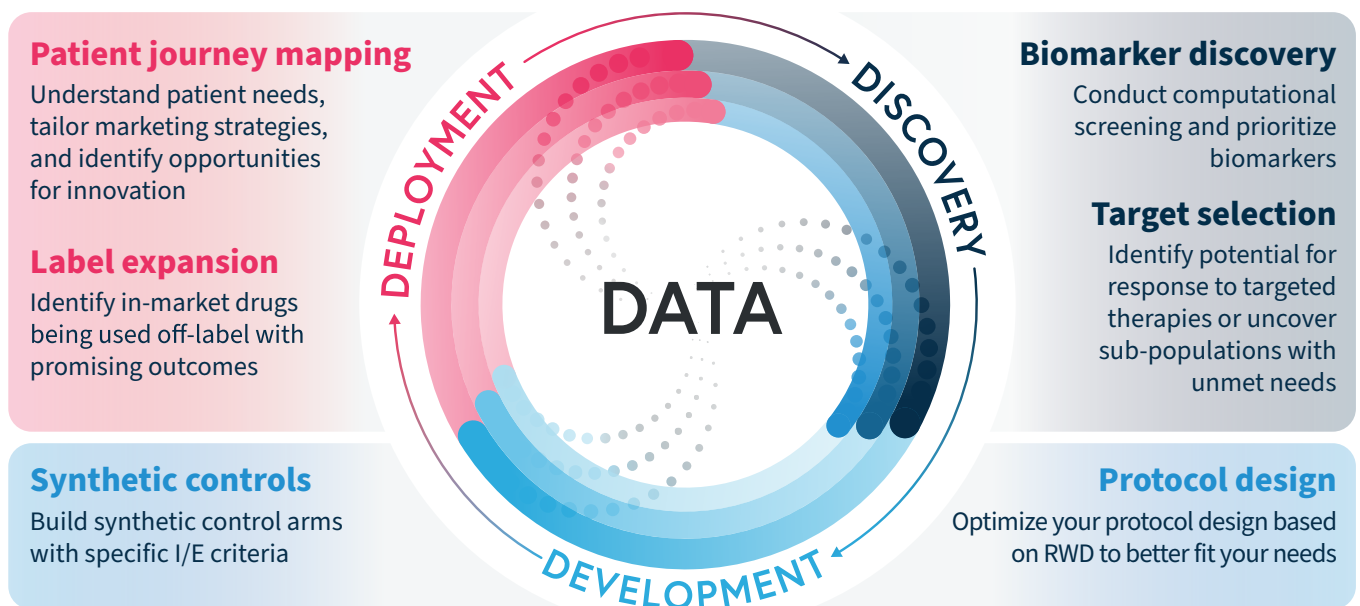 Patient journey mapping
Understand patient needs,
tailor marketing strategies,
and identify opportunities
for innovation
Label expansion
Identify in-market drugs
being used off-label with
promising outcomes
Synthetic controls
Build synthetic control arms
with specific I/E criteria
DEPLOYMENT
DISCOVERY
DATA
DEVELOPMENT
Biomarker discovery
Conduct computational
screening and prioritize
biomarkers
Target selection
Identify potential for
response to targeted
therapies or uncover
sub-populations with
unmet needs
Protocol design
Optimize your protocol design based
on RWD to better fit your needs